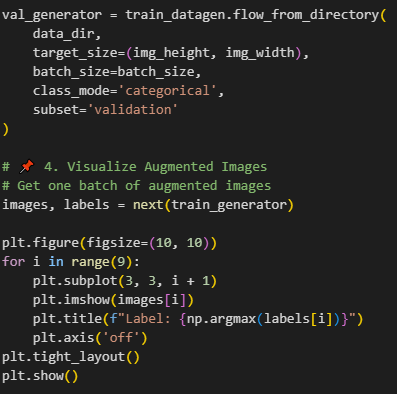 val_generator = train_datagen.flow_from_directory(
    data_dir,
    target_size=(img_height, img_width),
    batch_size=batch_size,
    class_mode='categorical',
    subset='validation'
)

# 📌 4. Visualize Augmented Images
# Get one batch of augmented images
images, labels = next(train_generator)

plt.figure(figsize=(10, 10))
for i in range(9):
    plt.subplot(3, 3, i + 1)
    plt.imshow(images[i])
    plt.title(f"Label: {np.argmax(labels[i])}")
    plt.axis('off')
plt.tight_layout()
plt.show()